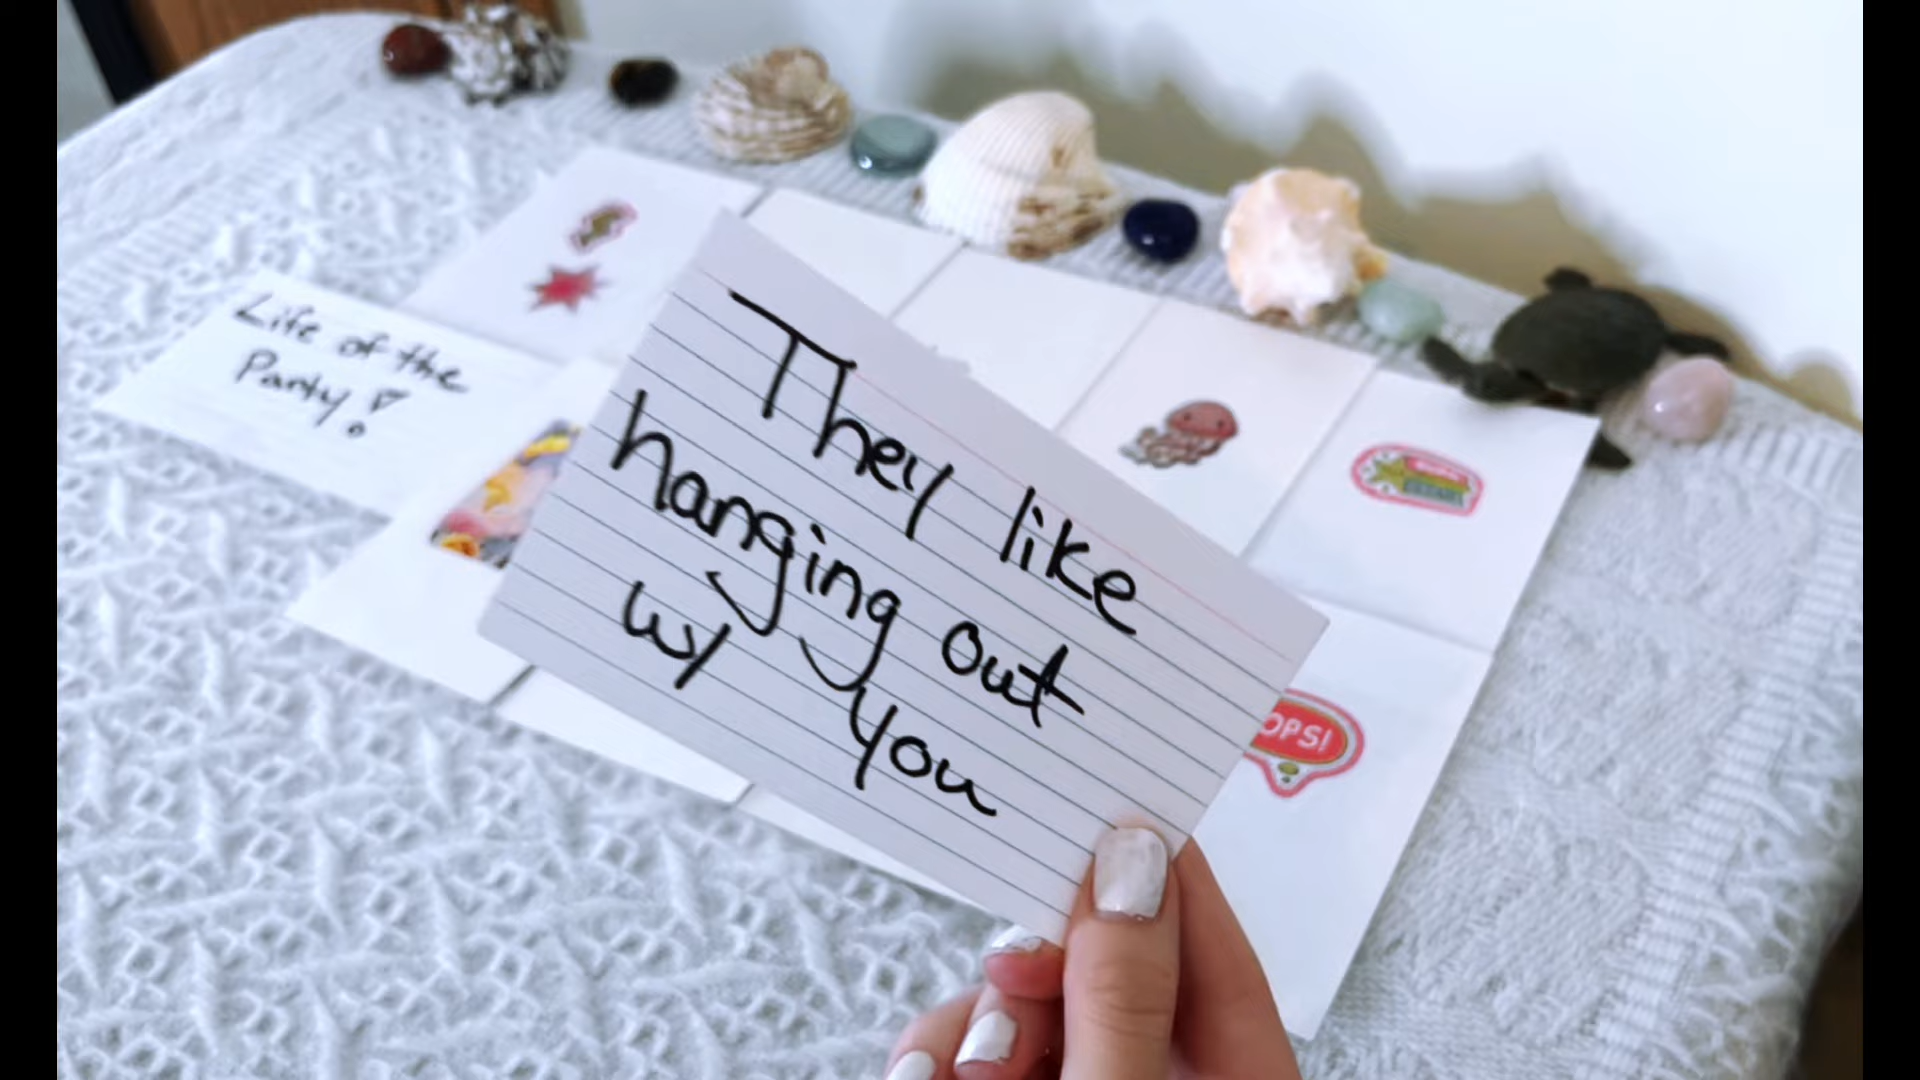 Life of the
Party!
They like
hanging out
w/ you
OPS!